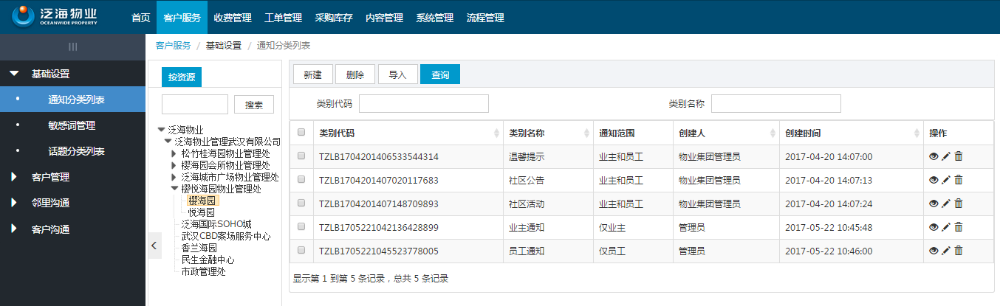 泛海物业
OCEANWIDE PROPERTY
首页 客户服务 收费管理 工单管理 采购库存 内容管理 系统管理 流程管理
客户服务 / 基础设置 / 通知分类列表
基础设置
通知分类列表
敏感词管理
话题分类列表
客户管理
邻里沟通
客户沟通
按资源
搜索
泛海物业
泛海物业管理武汉有限公司
松竹桂海园物业管理处
樱海园会所物业管理处
泛海城市广场物业管理处
樱悦海园物业管理处
樱海园
悦海园
泛海国际SOHO城
武汉CBD案场服务中心
香兰海园
民生金融中心
市政管理处
新建 删除 导入 查询
类别代码 类别名称
类别代码 类别名称 通知范围 创建人 创建时间 操作
TZLB1704201406533544314 温馨提示 业主和员工 物业集团管理员 2017-04-20 14:07:00
TZLB1704201407020117683 社区公告 业主和员工 物业集团管理员 2017-04-20 14:07:13
TZLB1704201407148709893 社区活动 业主和员工 物业集团管理员 2017-04-20 14:07:24
TZLB1705221042136428899 业主通知 仅业主 管理员 2017-05-22 10:45:48
TZLB1705221045523778005 员工通知 仅员工 管理员 2017-05-22 10:46:00
显示第 1 到第 5 条记录，总共 5 条记录